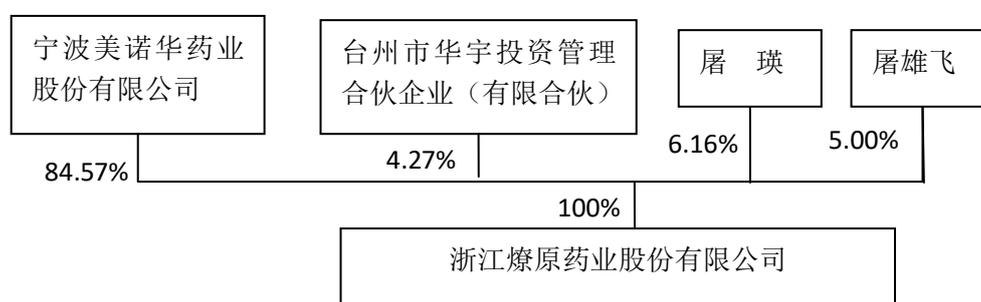 宁波美诺华药业
股份有限公司
台州市华宇投资管理
合伙企业（有限合伙）
屠 瑛
屠雄飞
84.57%
4.27%
6.16%
5.00%
100%
浙江燎原药业股份有限公司